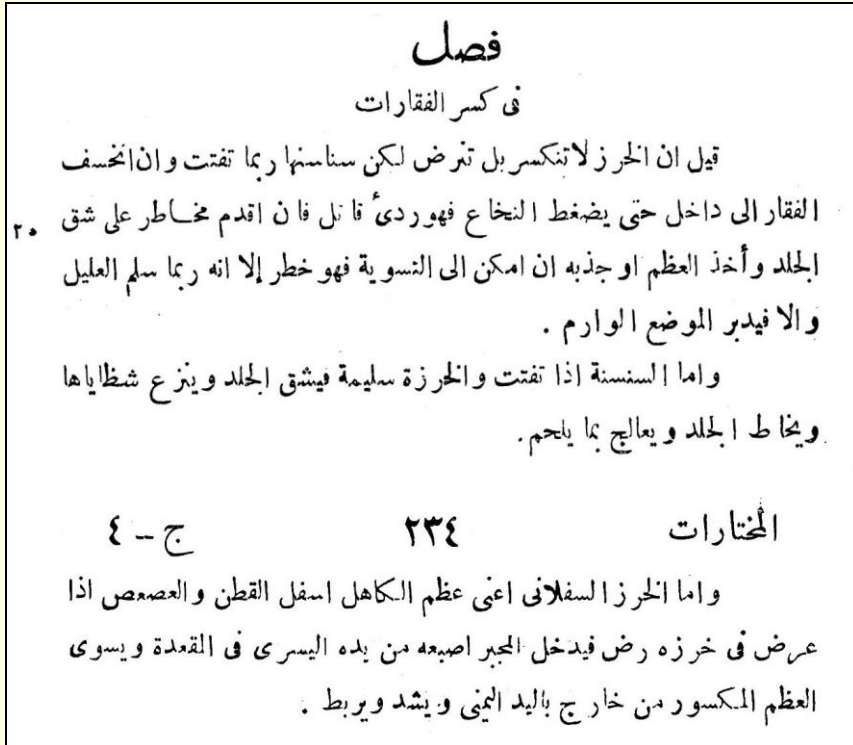 فصل
فى كسر الفقارات
قيل ان الخرز لاتنكسر بل تترض لكن سناسنها ربما تفتت وان انخسف
الفقار الى داخل حتى يضغط النخاع فهو ردئ قاتل فان اقدم مخاطر على شق ٢٠
الجلد وأخذ العظم او جذبه ان امكن الى التسوية فهو خطر إلا انه ربما سلم العليل
والا فيدبر الموضع الوارم .
واما السنسنة اذا تفتت والخرزة سليمة فيشق الجلد وينزع شظاياها
ويخاط الجلد ويعالج بما يلحم .
المختارات ٢٣٤ ج – ٤
واما الخرز السفلانى اعنى عظم الكاهل اسفل القطن والعصعص اذا
عرض فى خرزه رض فيدخل المجبر اصبعه من يده اليسرى فى القعدة ويسوى
العظم المكسور من خارج باليد اليمنى ويشد ويربط .